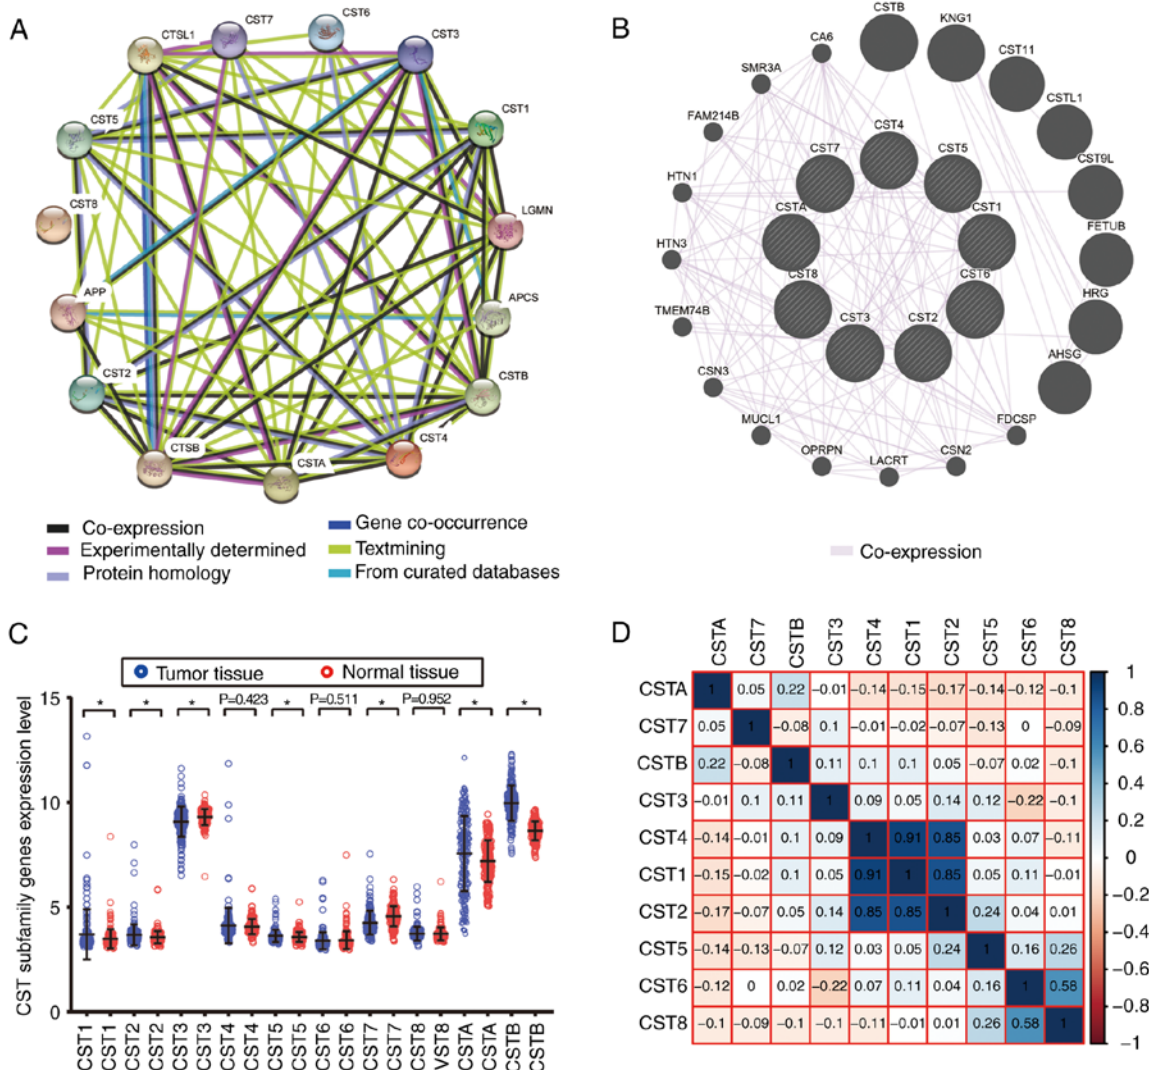 A
CST7
CST6
CTSL1
CST3
CST5
CST1
CST8
LGMN
APP
APCS
CST2
CSTB
CTSB
CSTA
CST4
Co-expression
Experimentally determined
Protein homology
Gene co-occurrence
Textmining
From curated databases
B
CSTB
KNG1
CA6
CST11
SMR3A
CSTL1
FAM214B
CST4
CST7
CST5
CST9L
HTN1
CSTA
CST1
FETUB
HTN3
CST8
CST6
HRG
TMEM74B
CST3
CST2
AHSG
CSN3
MUCL1
FDCSP
OPRPN
LACRT
CSN2
Co-expression
C
Tumor tissue Normal tissue
CST subfamily genes expression level
15
10
5
0
* * * P=0.423 * P=0.511 * P=0.952 * *
CST1 CST1 CST2 CST2 CST3 CST3 CST4 CST4 CST5 CST5 CST6 CST6 CST7 CST7 CST8 VST8 CSTA CSTA CSTB CSTB
D
CSTA CST7 CSTB CST3 CST4 CST1 CST2 CST5 CST6 CST8
CSTA 1 0.05 0.22 −0.01 −0.14 −0.15 −0.17 −0.14 −0.12 −0.1
CST7 0.05 1 −0.08 0.1 −0.01 −0.02 −0.07 −0.13 0 −0.09
CSTB 0.22 −0.08 1 0.11 0.1 0.1 0.05 −0.07 0.02 −0.1
CST3 −0.01 0.1 0.11 1 0.09 0.05 0.14 0.12 −0.22 −0.1
CST4 −0.14 −0.01 0.1 0.09 1 0.91 0.85 0.03 0.07 −0.11
CST1 −0.15 −0.02 0.1 0.05 0.91 1 0.85 0.05 0.11 −0.01
CST2 −0.17 −0.07 0.05 0.14 0.85 0.85 1 0.24 0.04 0.01
CST5 −0.14 −0.13 −0.07 0.12 0.03 0.05 0.24 1 0.16 0.26
CST6 −0.12 0 0.02 −0.22 0.07 0.11 0.04 0.16 1 0.58
CST8 −0.1 −0.09 −0.1 −0.1 −0.11 −0.01 0.01 0.26 0.58 1
1
0.8
0.6
0.4
0.2
0
−0.2
−0.4
−0.6
−0.8
−1